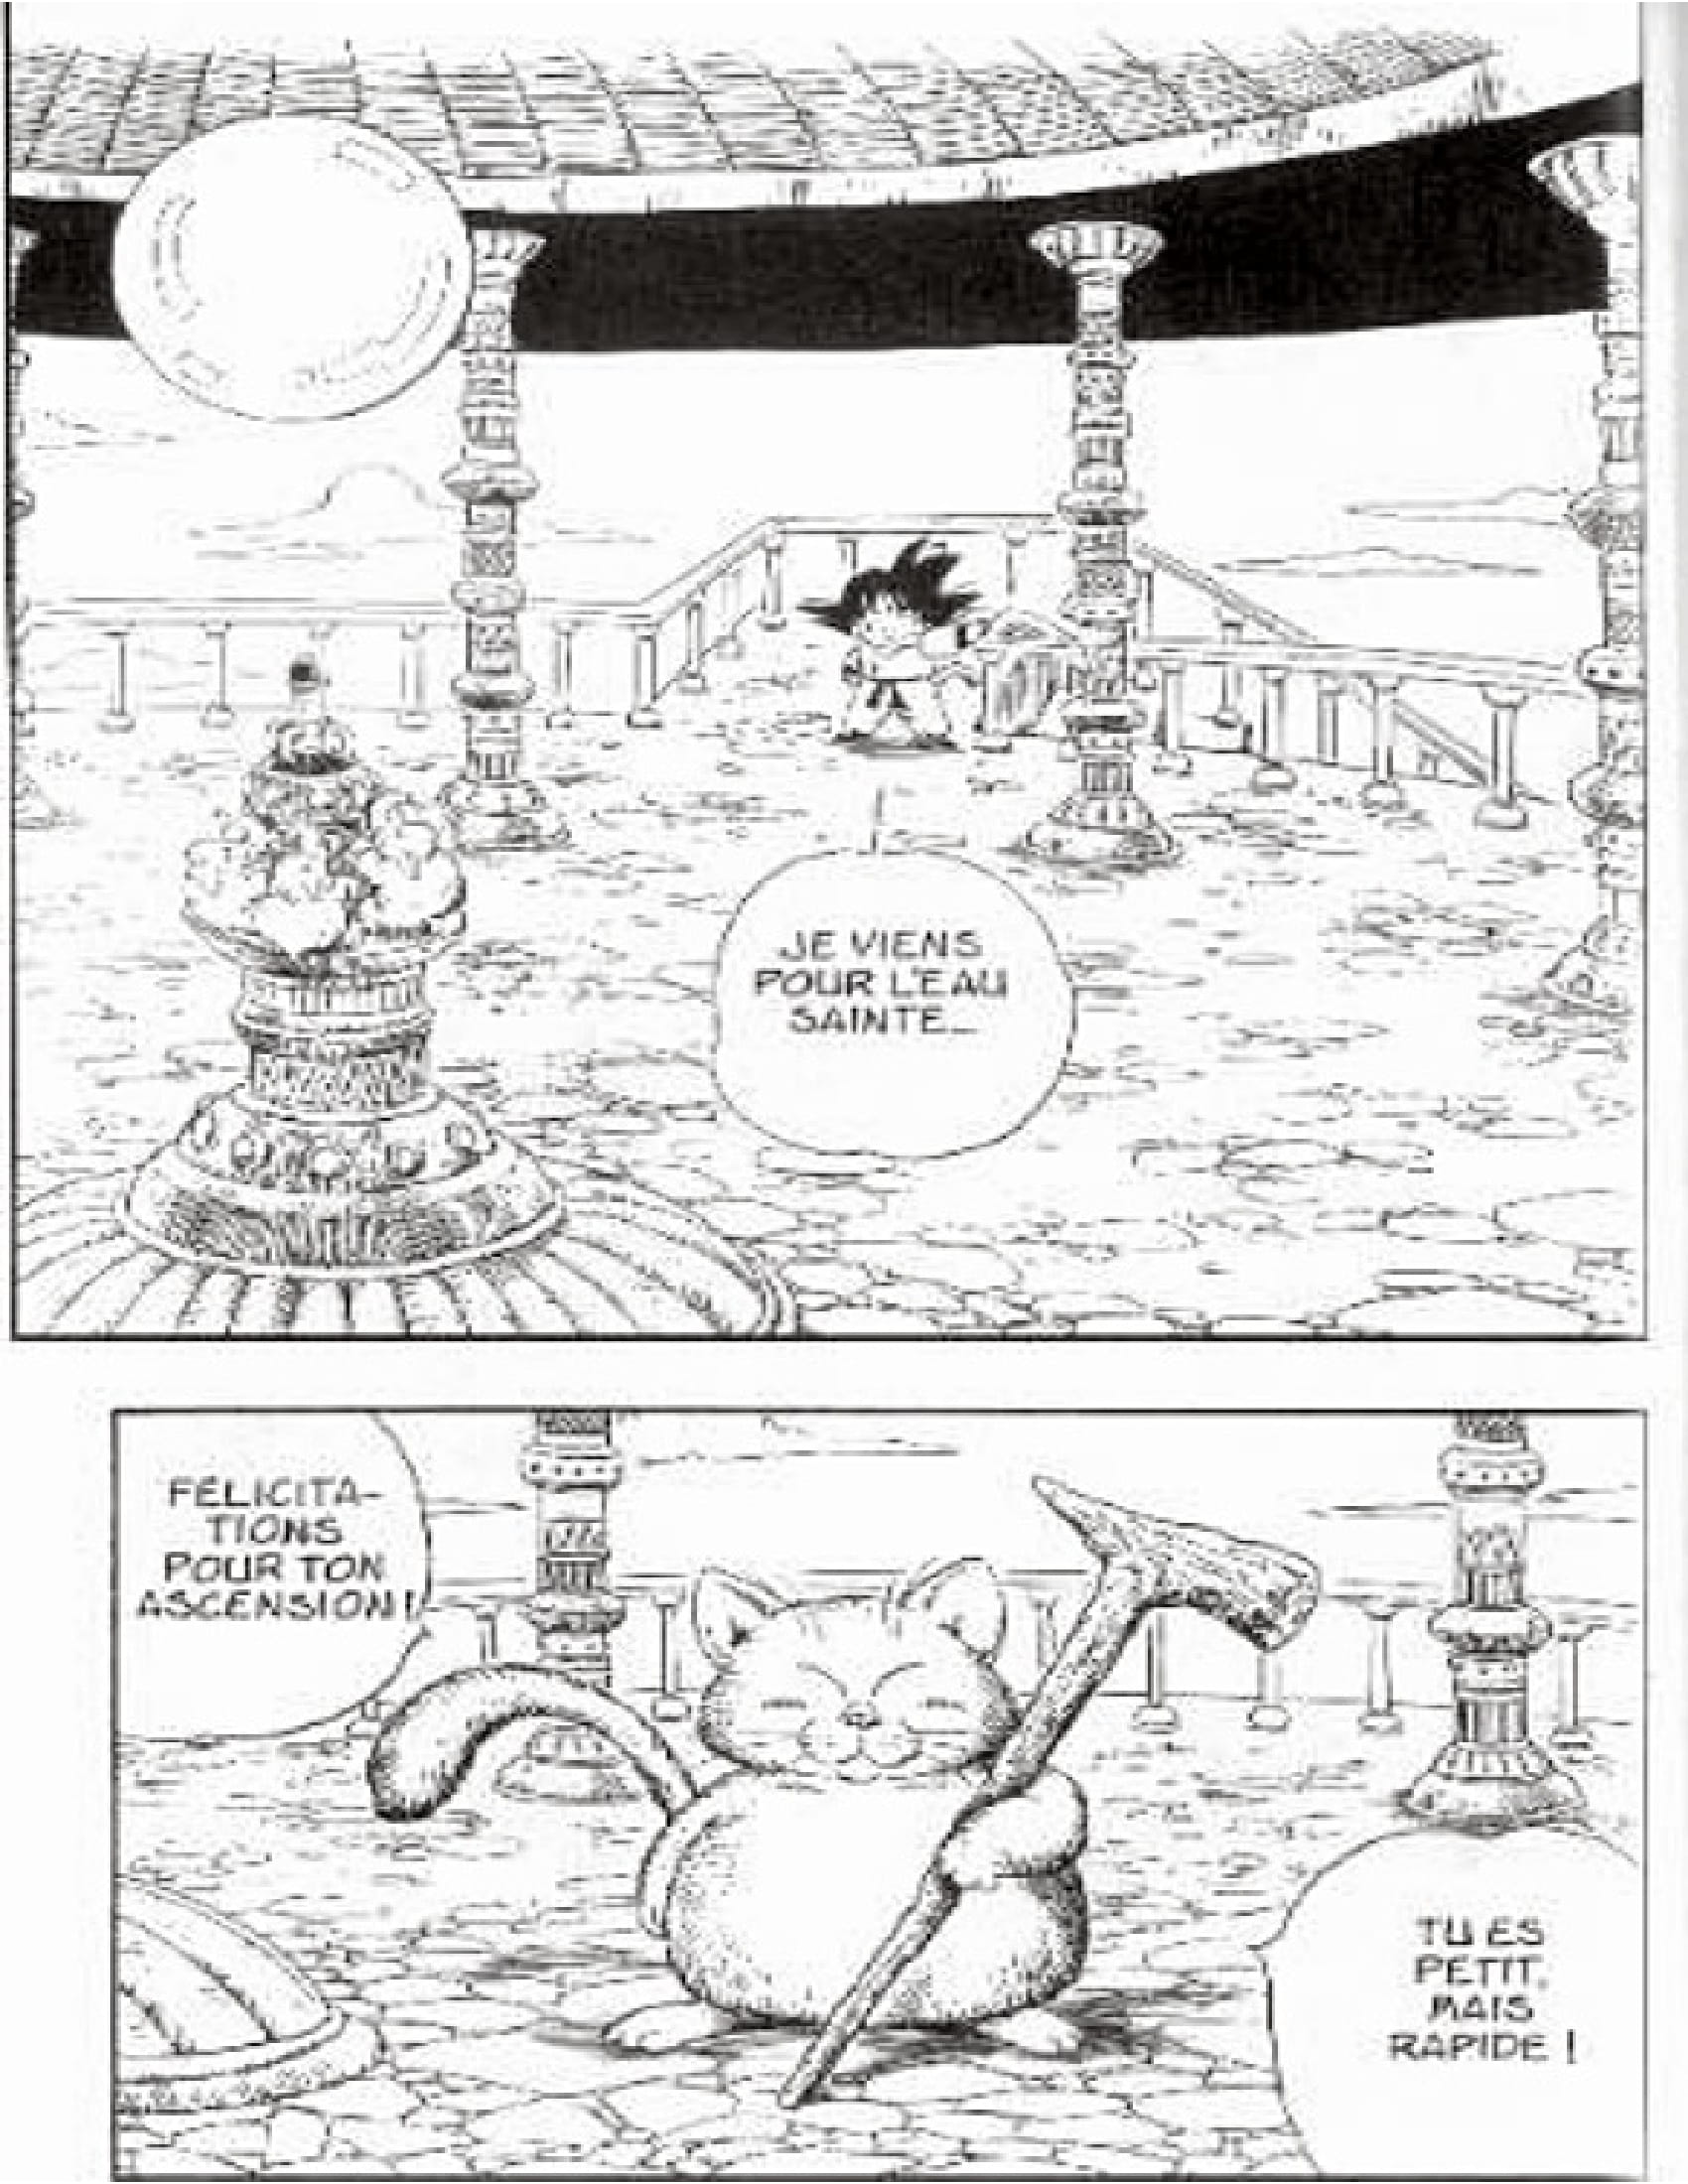 JE VIENS
POUR L'EAU
SAINTE...
FÉLICITA-
TIONS
POUR TON
ASCENSION !
TU ES
PETIT,
MAIS
RAPIDE !